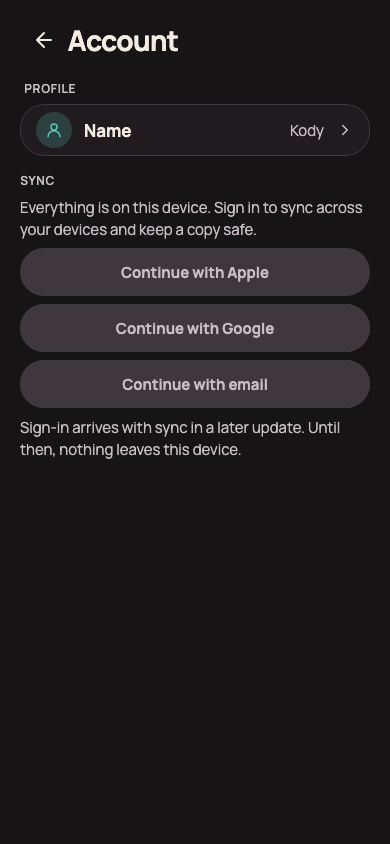 Account
PROFILE
Name
Kody
SYNC
Everything is on this device. Sign in to sync across
your devices and keep a copy safe.
Continue with Apple
Continue with Google
Continue with email
Sign-in arrives with sync in a later update. Until
then, nothing leaves this device.